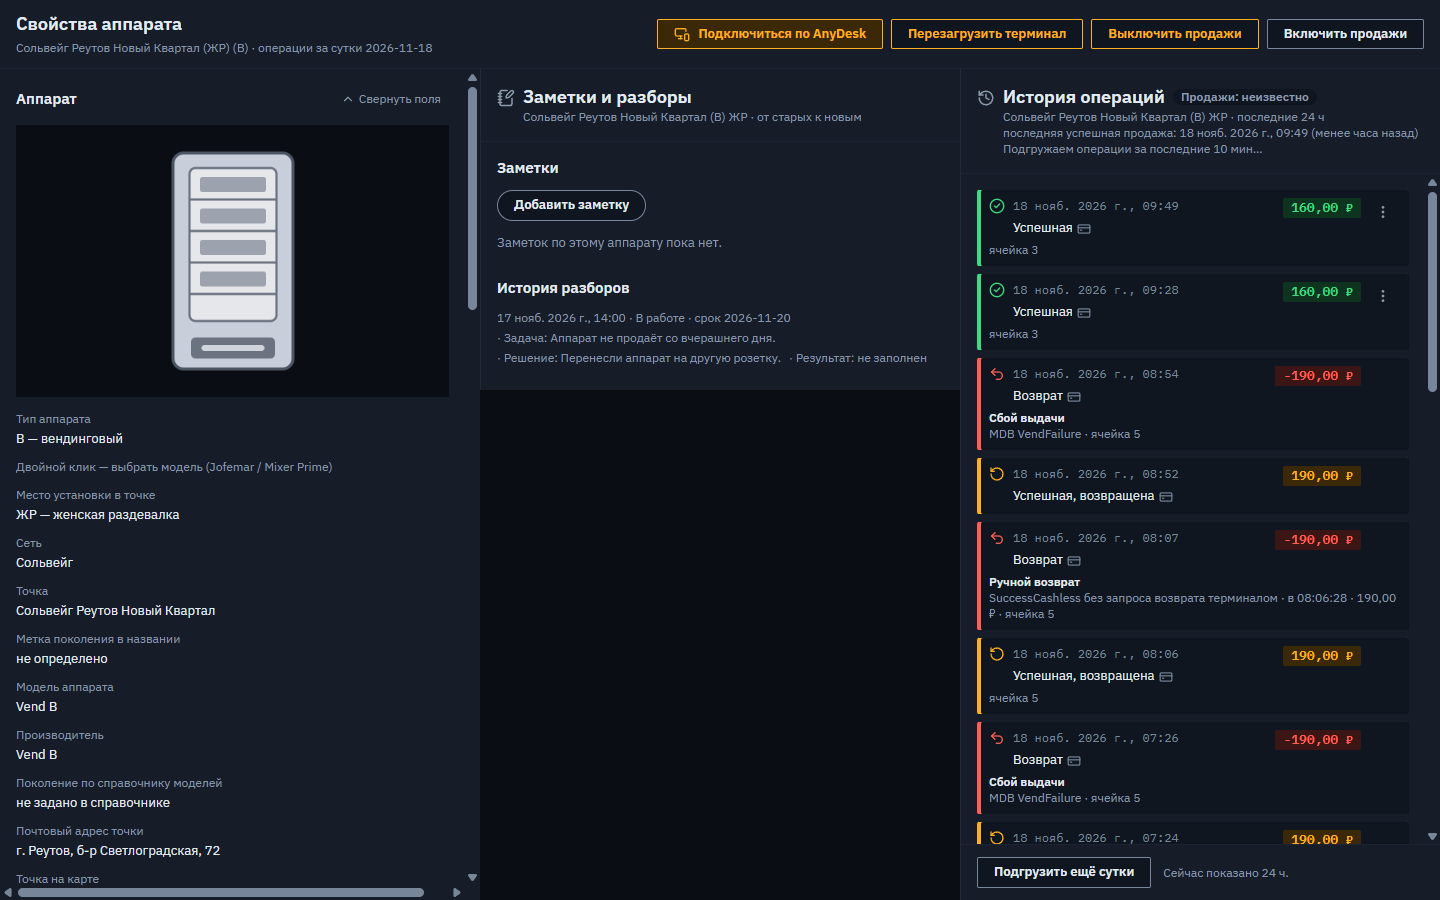 Свойства аппарата
Сольвейг Реутов Новый Квартал (ЖР) (В) · операции за сутки 2026-11-18
Подключиться по AnyDesk
Перезагрузить терминал
Выключить продажи
Включить продажи
Аппарат
Свернуть поля
Тип аппарата
В — вендинговый
Двойной клик — выбрать модель (Jofemar / Mixer Prime)
Место установки в точке
ЖР — женская раздевалка
Сеть
Сольвейг
Точка
Сольвейг Реутов Новый Квартал
Метка поколения в названии
не определено
Модель аппарата
Vend B
Производитель
Vend B
Поколение по справочнику моделей
не задано в справочнике
Почтовый адрес точки
г. Реутов, б-р Светлоградская, 72
Точка на карте
Заметки и разборы
Сольвейг Реутов Новый Квартал (В) ЖР · от старых к новым
Заметки
Добавить заметку
Заметок по этому аппарату пока нет.
История разборов
17 нояб. 2026 г., 14:00 · В работе · срок 2026-11-20
· Задача: Аппарат не продаёт со вчерашнего дня.
· Решение: Перенесли аппарат на другую розетку. · Результат: не заполнен
История операций
Продажи: неизвестно
Сольвейг Реутов Новый Квартал (В) ЖР · последние 24 ч
последняя успешная продажа: 18 нояб. 2026 г., 09:49 (менее часа назад)
Подгружаем операции за последние 10 мин...
18 нояб. 2026 г., 09:49
160,00 ₽
Успешная
ячейка 3
18 нояб. 2026 г., 09:28
160,00 ₽
Успешная
ячейка 3
18 нояб. 2026 г., 08:54
-190,00 ₽
Возврат
Сбой выдачи
MDB VendFailure · ячейка 5
18 нояб. 2026 г., 08:52
190,00 ₽
Успешная, возвращена
18 нояб. 2026 г., 08:07
-190,00 ₽
Возврат
Ручной возврат
SuccessCashless без запроса возврата терминалом · в 08:06:28 · 190,00
₽ · ячейка 5
18 нояб. 2026 г., 08:06
190,00 ₽
Успешная, возвращена
ячейка 5
18 нояб. 2026 г., 07:26
-190,00 ₽
Возврат
Сбой выдачи
MDB VendFailure · ячейка 5
18 нояб. 2026 г., 07:24
190,00 ₽
Подгрузить ещё сутки
Сейчас показано 24 ч.